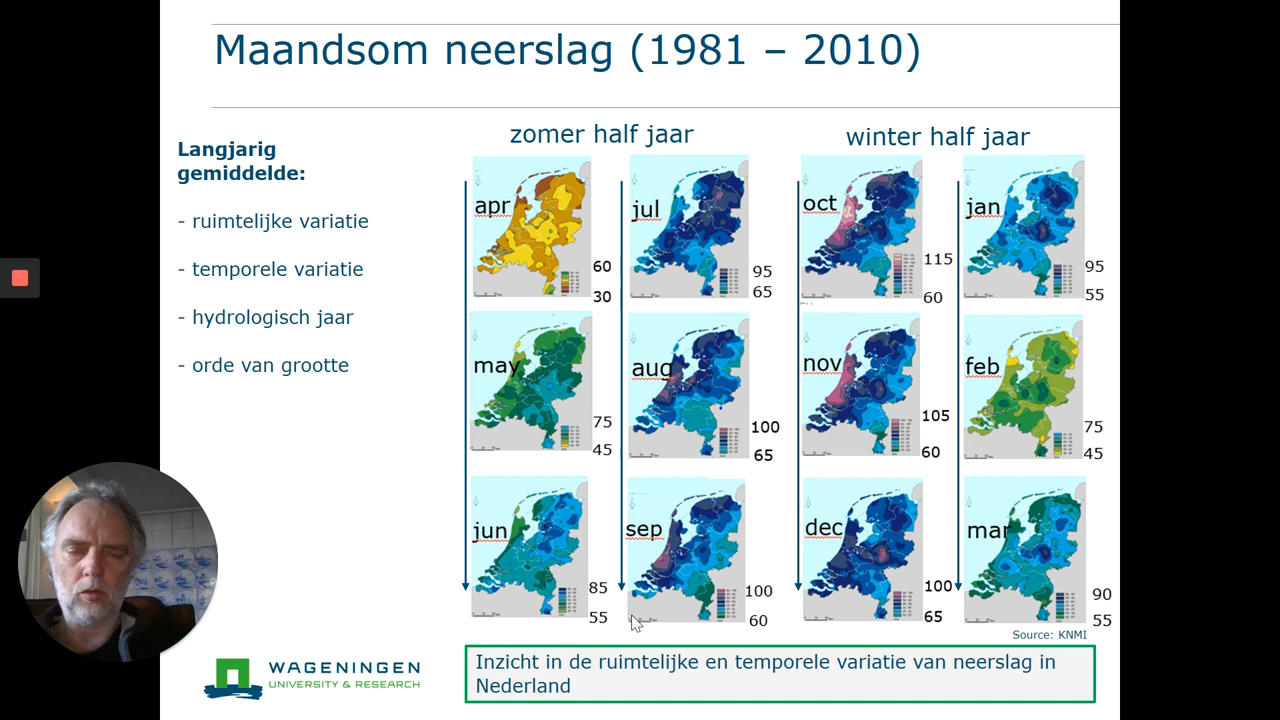 Maandsom neerslag (1981 – 2010)
zomer half jaar
winter half jaar
Langjarig
gemiddelde:
- ruimtelijke variatie
- temporele variatie
- hydrologisch jaar
- orde van grootte
apr
60
30
jul
95
65
oct
115
60
jan
95
55
may
75
45
aug
100
65
nov
105
60
feb
75
45
jun
85
55
sep
100
60
dec
100
65
mar
90
55
Source: KNMI
Inzicht in de ruimtelijke en temporele variatie van neerslag in
Nederland
WAGENINGEN
UNIVERSITY & RESEARCH